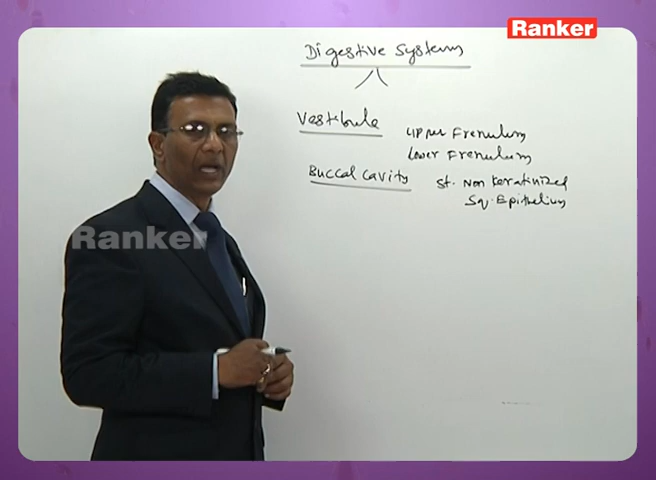 Ranker
Digestive System
Vestibule
Upper Frenulum
Lower Frenulum
Buccal Cavity
St. Non Keratinized
Sq. Epithelium
Ranker